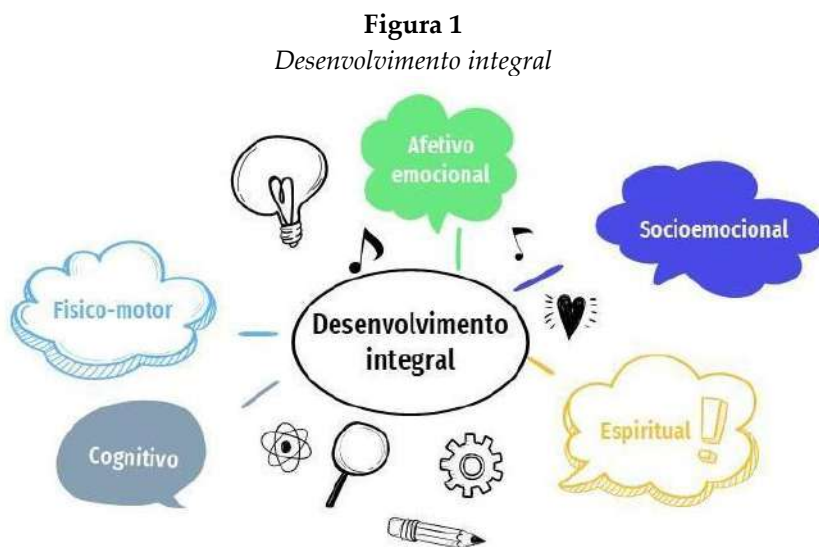 Figura 1
Desenvolvimento integral
Afetivo
emocional
Socioemocional
Fisico-motor
Desenvolvimento
integral
Espiritual
Cognitivo